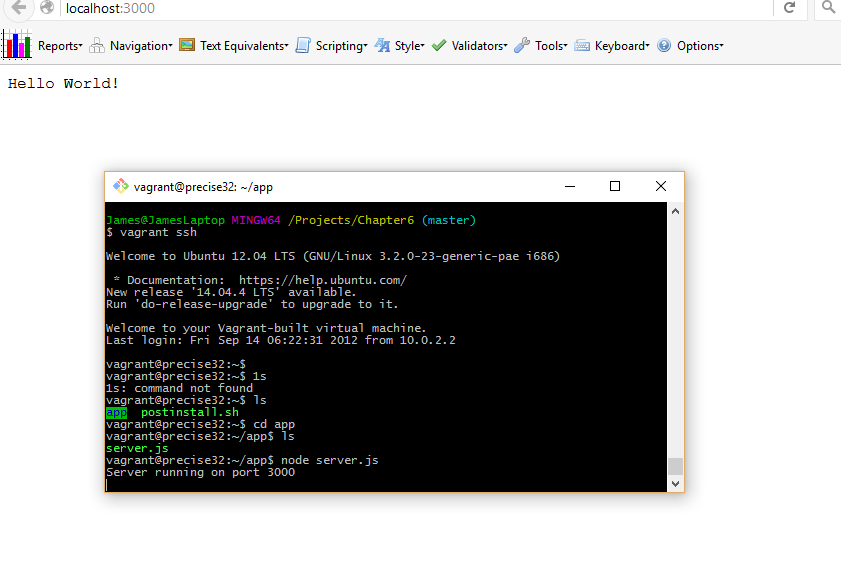 localhost:3000
Reports Navigation Text Equivalents Scripting Style Validators Tools Keyboard Options
Hello World!
vagrant@precise32: ~/app
James@JamesLaptop MINGW64 /Projects/Chapter6 (master)
$ vagrant ssh
Welcome to Ubuntu 12.04 LTS (GNU/Linux 3.2.0-23-generic-pae i686)
* Documentation:  https://help.ubuntu.com/
New release '14.04.4 LTS' available.
Run 'do-release-upgrade' to upgrade to it.
Welcome to your Vagrant-built virtual machine.
Last login: Fri Sep 14 06:22:31 2012 from 10.0.2.2
vagrant@precise32:~$
vagrant@precise32:~$ 1s
1s: command not found
vagrant@precise32:~$ ls
app  postinstall.sh
vagrant@precise32:~$ cd app
vagrant@precise32:~/app$ ls
server.js
vagrant@precise32:~/app$ node server.js
Server running on port 3000